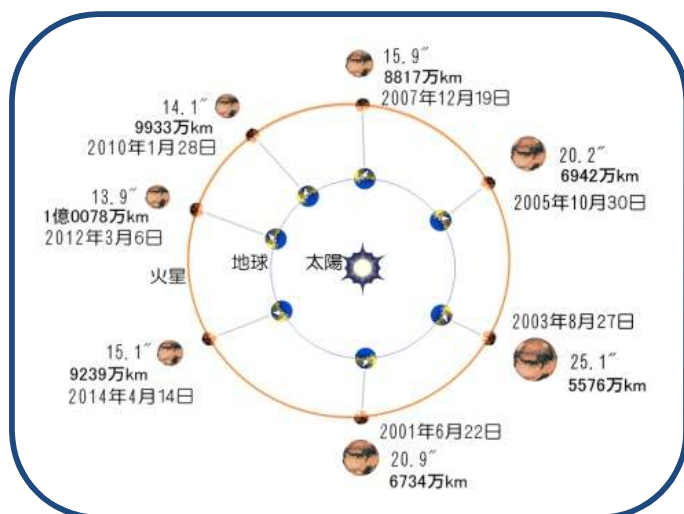 15.9″
8817万km
2007年12月19日
14.1″
9933万km
2010年1月28日
20.2″
6942万km
2005年10月30日
13.9″
1億0078万km
2012年3月6日
火星
地球
太陽
2003年8月27日
25.1″
5576万km
15.1″
9239万km
2014年4月14日
2001年6月22日
20.9″
6734万km